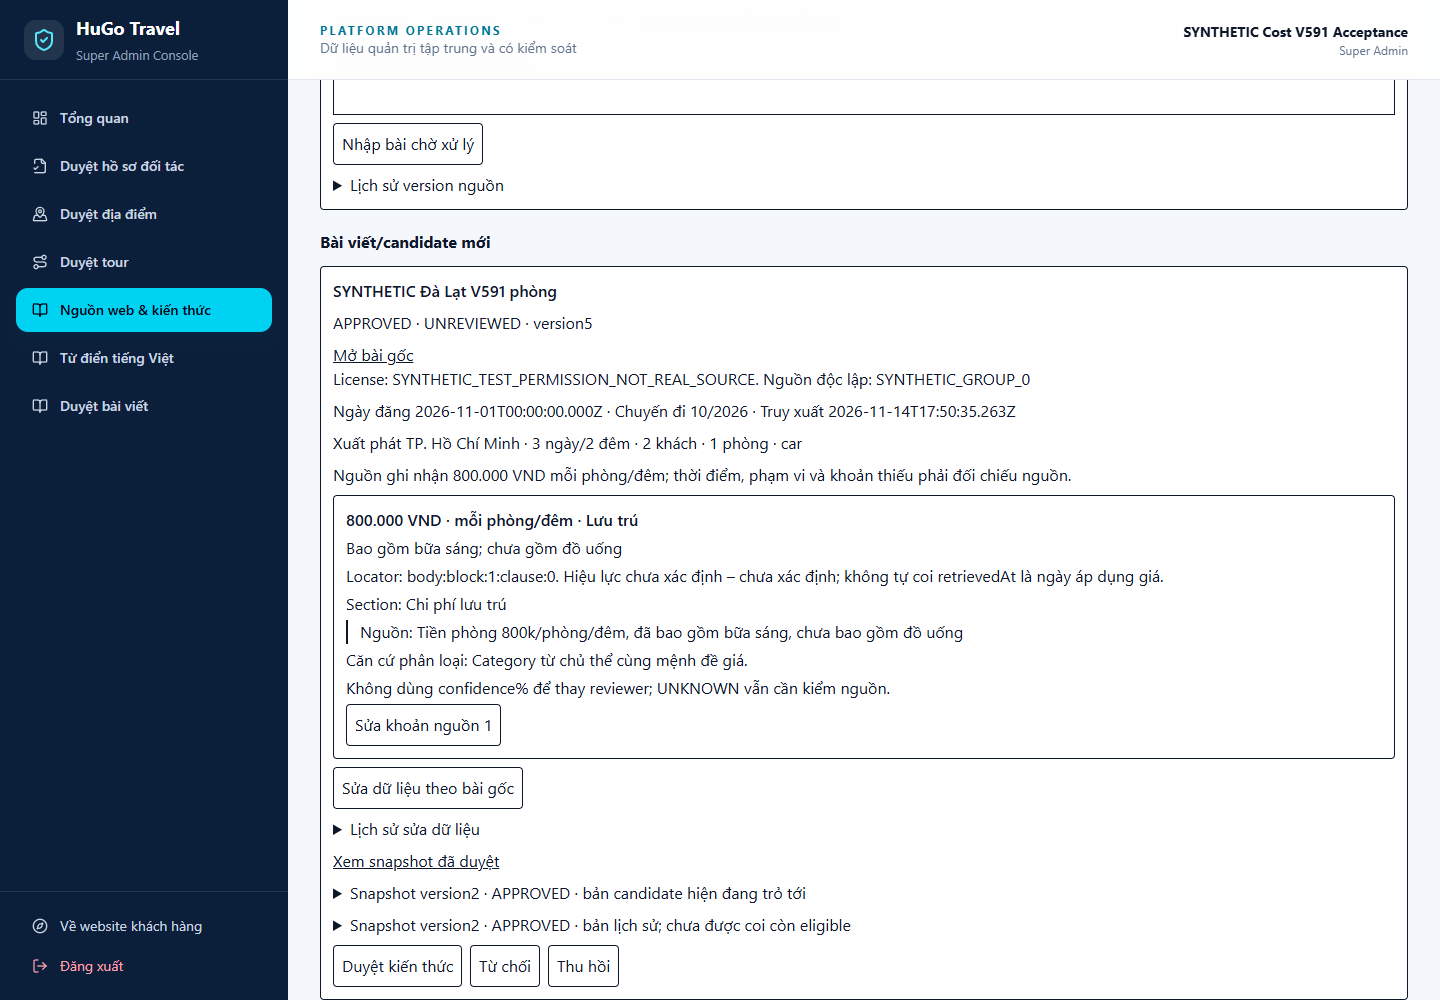 HuGo Travel
Super Admin Console
PLATFORM OPERATIONS
Dữ liệu quản trị tập trung và có kiểm soát
SYNTHETIC Cost V591 Acceptance
Super Admin
Tổng quan
Duyệt hồ sơ đối tác
Duyệt địa điểm
Duyệt tour
Nguồn web & kiến thức
Từ điển tiếng Việt
Duyệt bài viết
Về website khách hàng
Đăng xuất
Nhập bài chờ xử lý
Lịch sử version nguồn
Bài viết/candidate mới
SYNTHETIC Đà Lạt V591 phòng
APPROVED · UNREVIEWED · version5
Mở bài gốc
License: SYNTHETIC_TEST_PERMISSION_NOT_REAL_SOURCE. Nguồn độc lập: SYNTHETIC_GROUP_0
Ngày đăng 2026-11-01T00:00:00.000Z · Chuyến đi 10/2026 · Truy xuất 2026-11-14T17:50:35.263Z
Xuất phát TP. Hồ Chí Minh · 3 ngày/2 đêm · 2 khách · 1 phòng · car
Nguồn ghi nhận 800.000 VND mỗi phòng/đêm; thời điểm, phạm vi và khoản thiếu phải đối chiếu nguồn.
800.000 VND · mỗi phòng/đêm · Lưu trú
Bao gồm bữa sáng; chưa gồm đồ uống
Locator: body:block:1:clause:0. Hiệu lực chưa xác định – chưa xác định; không tự coi retrievedAt là ngày áp dụng giá.
Section: Chi phí lưu trú
Nguồn: Tiền phòng 800k/phòng/đêm, đã bao gồm bữa sáng, chưa bao gồm đồ uống
Căn cứ phân loại: Category từ chủ thể cùng mệnh đề giá.
Không dùng confidence% để thay reviewer; UNKNOWN vẫn cần kiểm nguồn.
Sửa khoản nguồn 1
Sửa dữ liệu theo bài gốc
Lịch sử sửa dữ liệu
Xem snapshot đã duyệt
Snapshot version2 · APPROVED · bản candidate hiện đang trỏ tới
Snapshot version2 · APPROVED · bản lịch sử; chưa được coi còn eligible
Duyệt kiến thức
Từ chối
Thu hồi